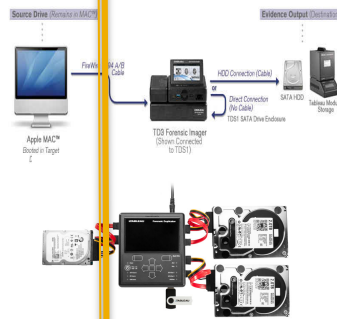 Source Drive (Remains in MAC™)
Evidence Output (Destination
FireWire 94 A/B
Cable
HDD Connection (Cable)
or
Direct Connection
(No Cable)
TDS1 SATA Drive Enclosure
SATA HDD
Tableau Modul
Storage
Apple MAC™
Booted in Target
TD3 Forensic Imager
(Shown Connected
to TDS1)